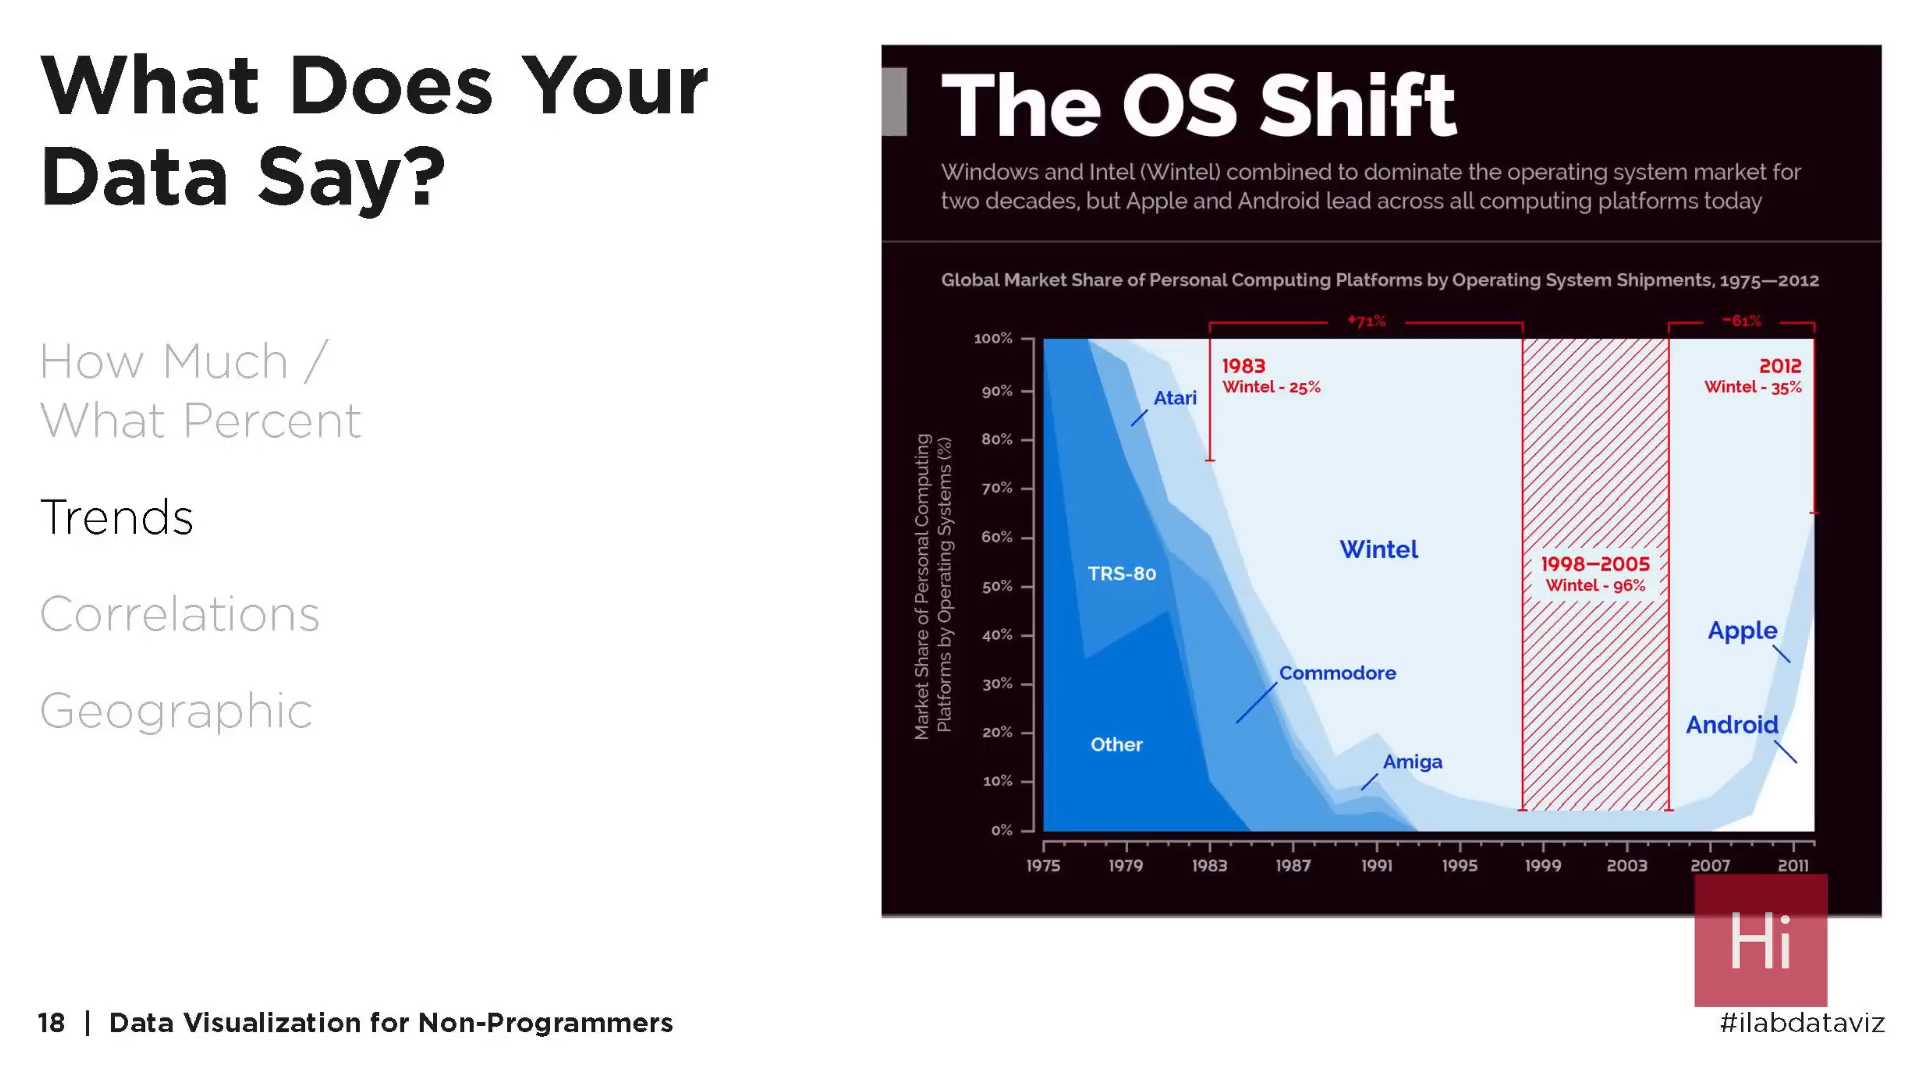 What Does Your
Data Say?
How Much /
What Percent
Trends
Correlations
Geographic
The OS Shift
Windows and Intel (Wintel) combined to dominate the operating system market for
two decades, but Apple and Android lead across all computing platforms today
Global Market Share of Personal Computing Platforms by Operating System Shipments, 1975—2012
+71%
-61%
Market Share of Personal Computing
Platforms by Operating Systems (%)
100%
90%
80%
70%
60%
50%
40%
30%
20%
10%
0%
1983
Wintel - 25%
2012
Wintel - 35%
Atari
Wintel
1998—2005
Wintel - 96%
TRS-80
Apple
Commodore
Android
Other
Amiga
1975
1979
1983
1987
1991
1995
1999
2003
2007
2011
Hi
18 | Data Visualization for Non-Programmers
#ilabdataviz